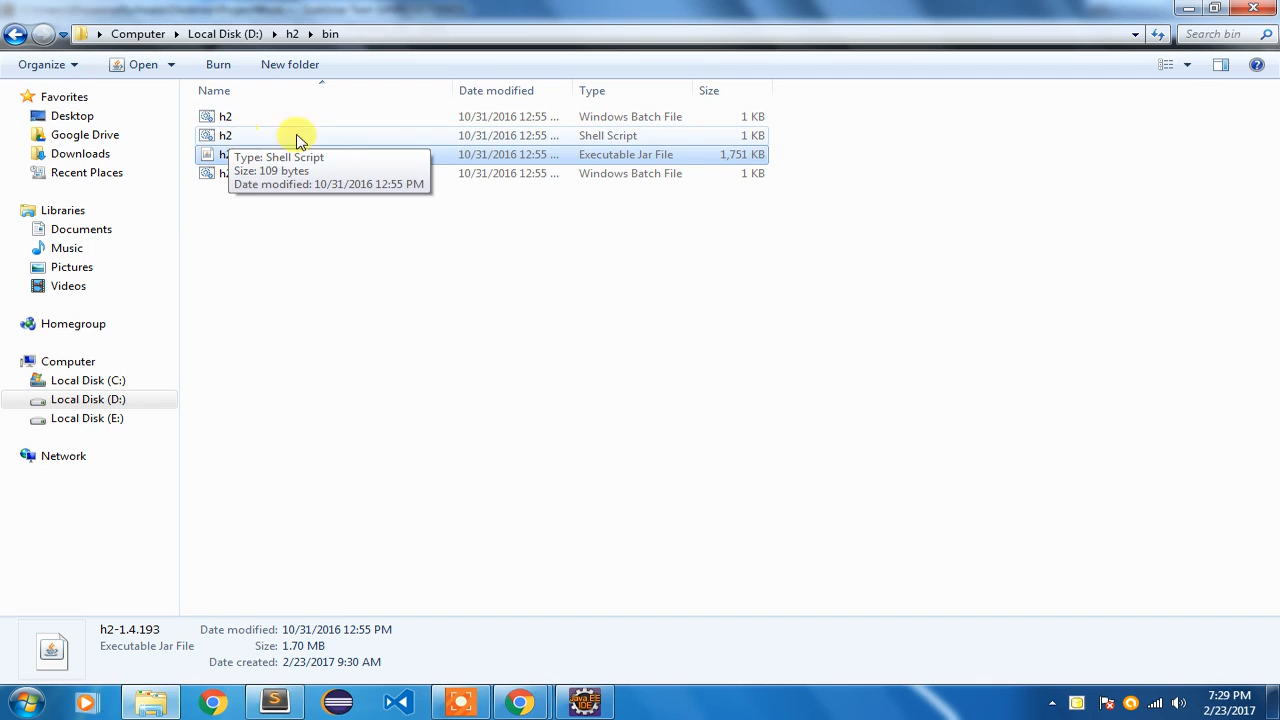 Computer Local Disk (D:) h2 bin Search bin
Organize Open Burn New folder
Name Date modified Type Size
Favorites
Desktop
Google Drive
Downloads
Recent Places
Libraries
Documents
Music
Pictures
Videos
Homegroup
Computer
Local Disk (C:)
Local Disk (D:)
Local Disk (E:)
Network
h2 10/31/2016 12:55 ... Windows Batch File 1 KB
h2 10/31/2016 12:55 ... Shell Script 1 KB
10/31/2016 12:55 ... Executable Jar File 1,751 KB
10/31/2016 12:55 ... Windows Batch File 1 KB
Type: Shell Script
Size: 109 bytes
Date modified: 10/31/2016 12:55 PM
h2-1.4.193 Date modified: 10/31/2016 12:55 PM
Executable Jar File Size: 1.70 MB
Date created: 2/23/2017 9:30 AM
Java EE
IDE
7:29 PM
2/23/2017